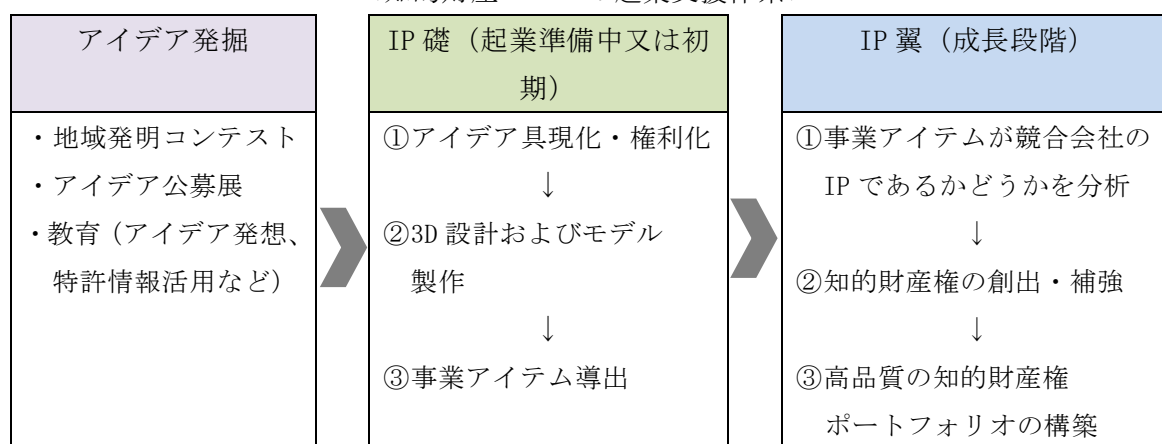 アイデア発掘
・地域発明コンテスト
・アイデア公募展
・教育（アイデア発想、
特許情報活用など）
IP 礎（起業準備中又は初
期）
①アイデア具現化・権利化
↓
②3D 設計およびモデル
製作
↓
③事業アイテム導出
IP 翼（成長段階）
①事業アイテムが競合会社の
IP であるかどうかを分析
↓
②知的財産権の創出・補強
↓
③高品質の知的財産権
ポートフォリオの構築